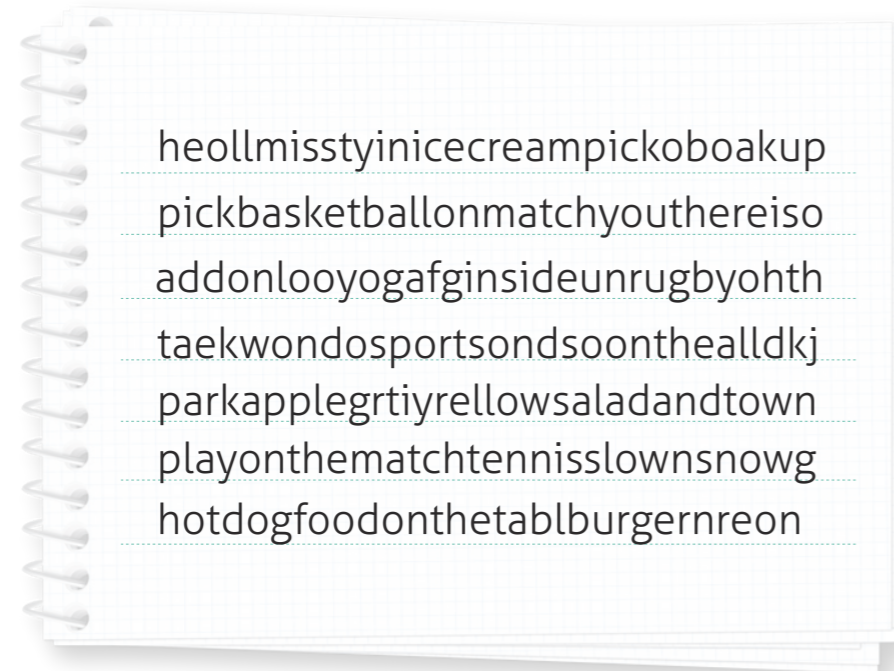 heollmisstyinicecreampickoboakup
pickbasketballonmatchyouthereiso
addonlooyogafginsideunrugbyohth
taekwondosportsondsoonthealldkj
parkapplegrtiyrellowsaladandtown
playonthematchtennisslownsnowg
hotdogfoodonthetablburgernreon